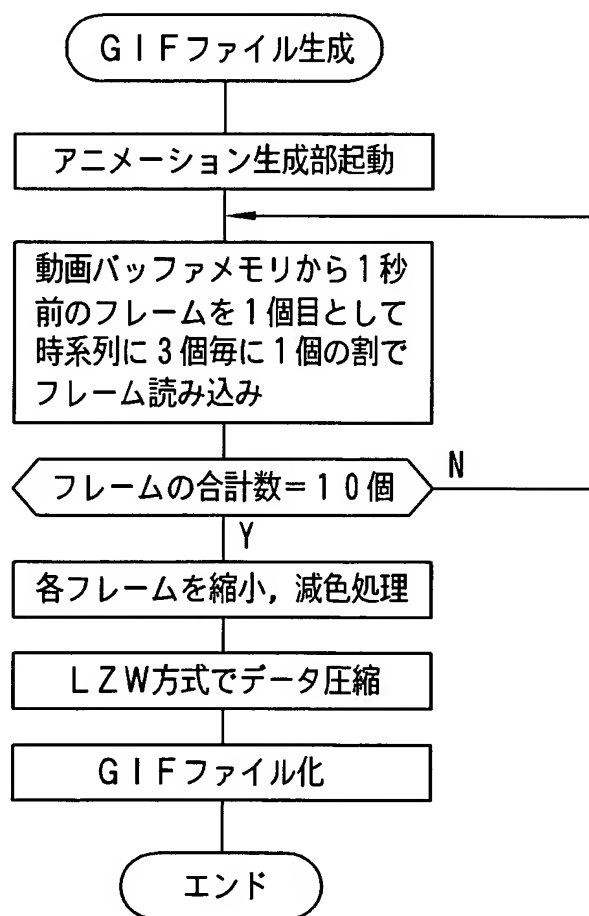 GIFファイル生成
アニメーション生成部起動
動画バッファメモリから1秒
前のフレームを1個目として
時系列に3個毎に1個の割で
フレーム読み込み
フレームの合計数=10個
N
Y
各フレームを縮小,減色処理
LZW方式でデータ圧縮
GIFファイル化
エンド